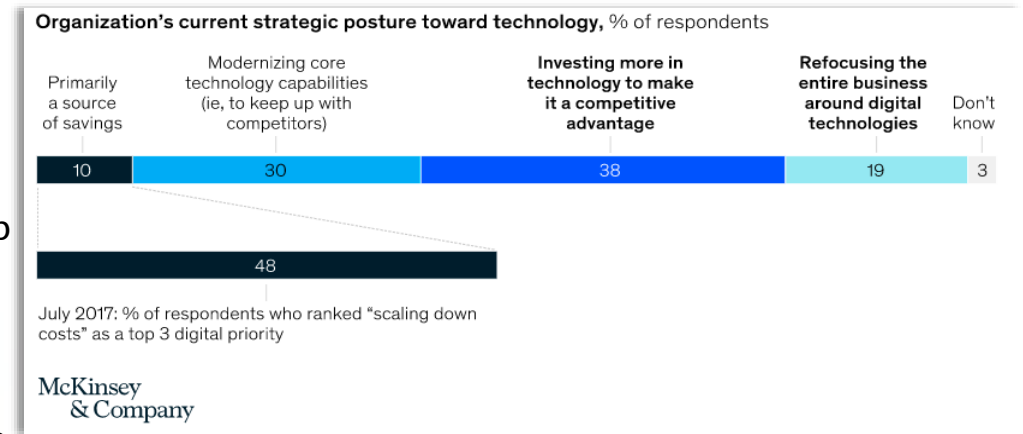 Organization's current strategic posture toward technology, % of respondents
Primarily
a source
of savings
Modernizing core
technology capabilities
(ie, to keep up with
competitors)
Investing more in
technology to make
it a competitive
advantage
Refocusing the
entire business
around digital
technologies
Don't
know
10
30
38
19
3
48
July 2017: % of respondents who ranked “scaling down
costs” as a top 3 digital priority
McKinsey
& Company